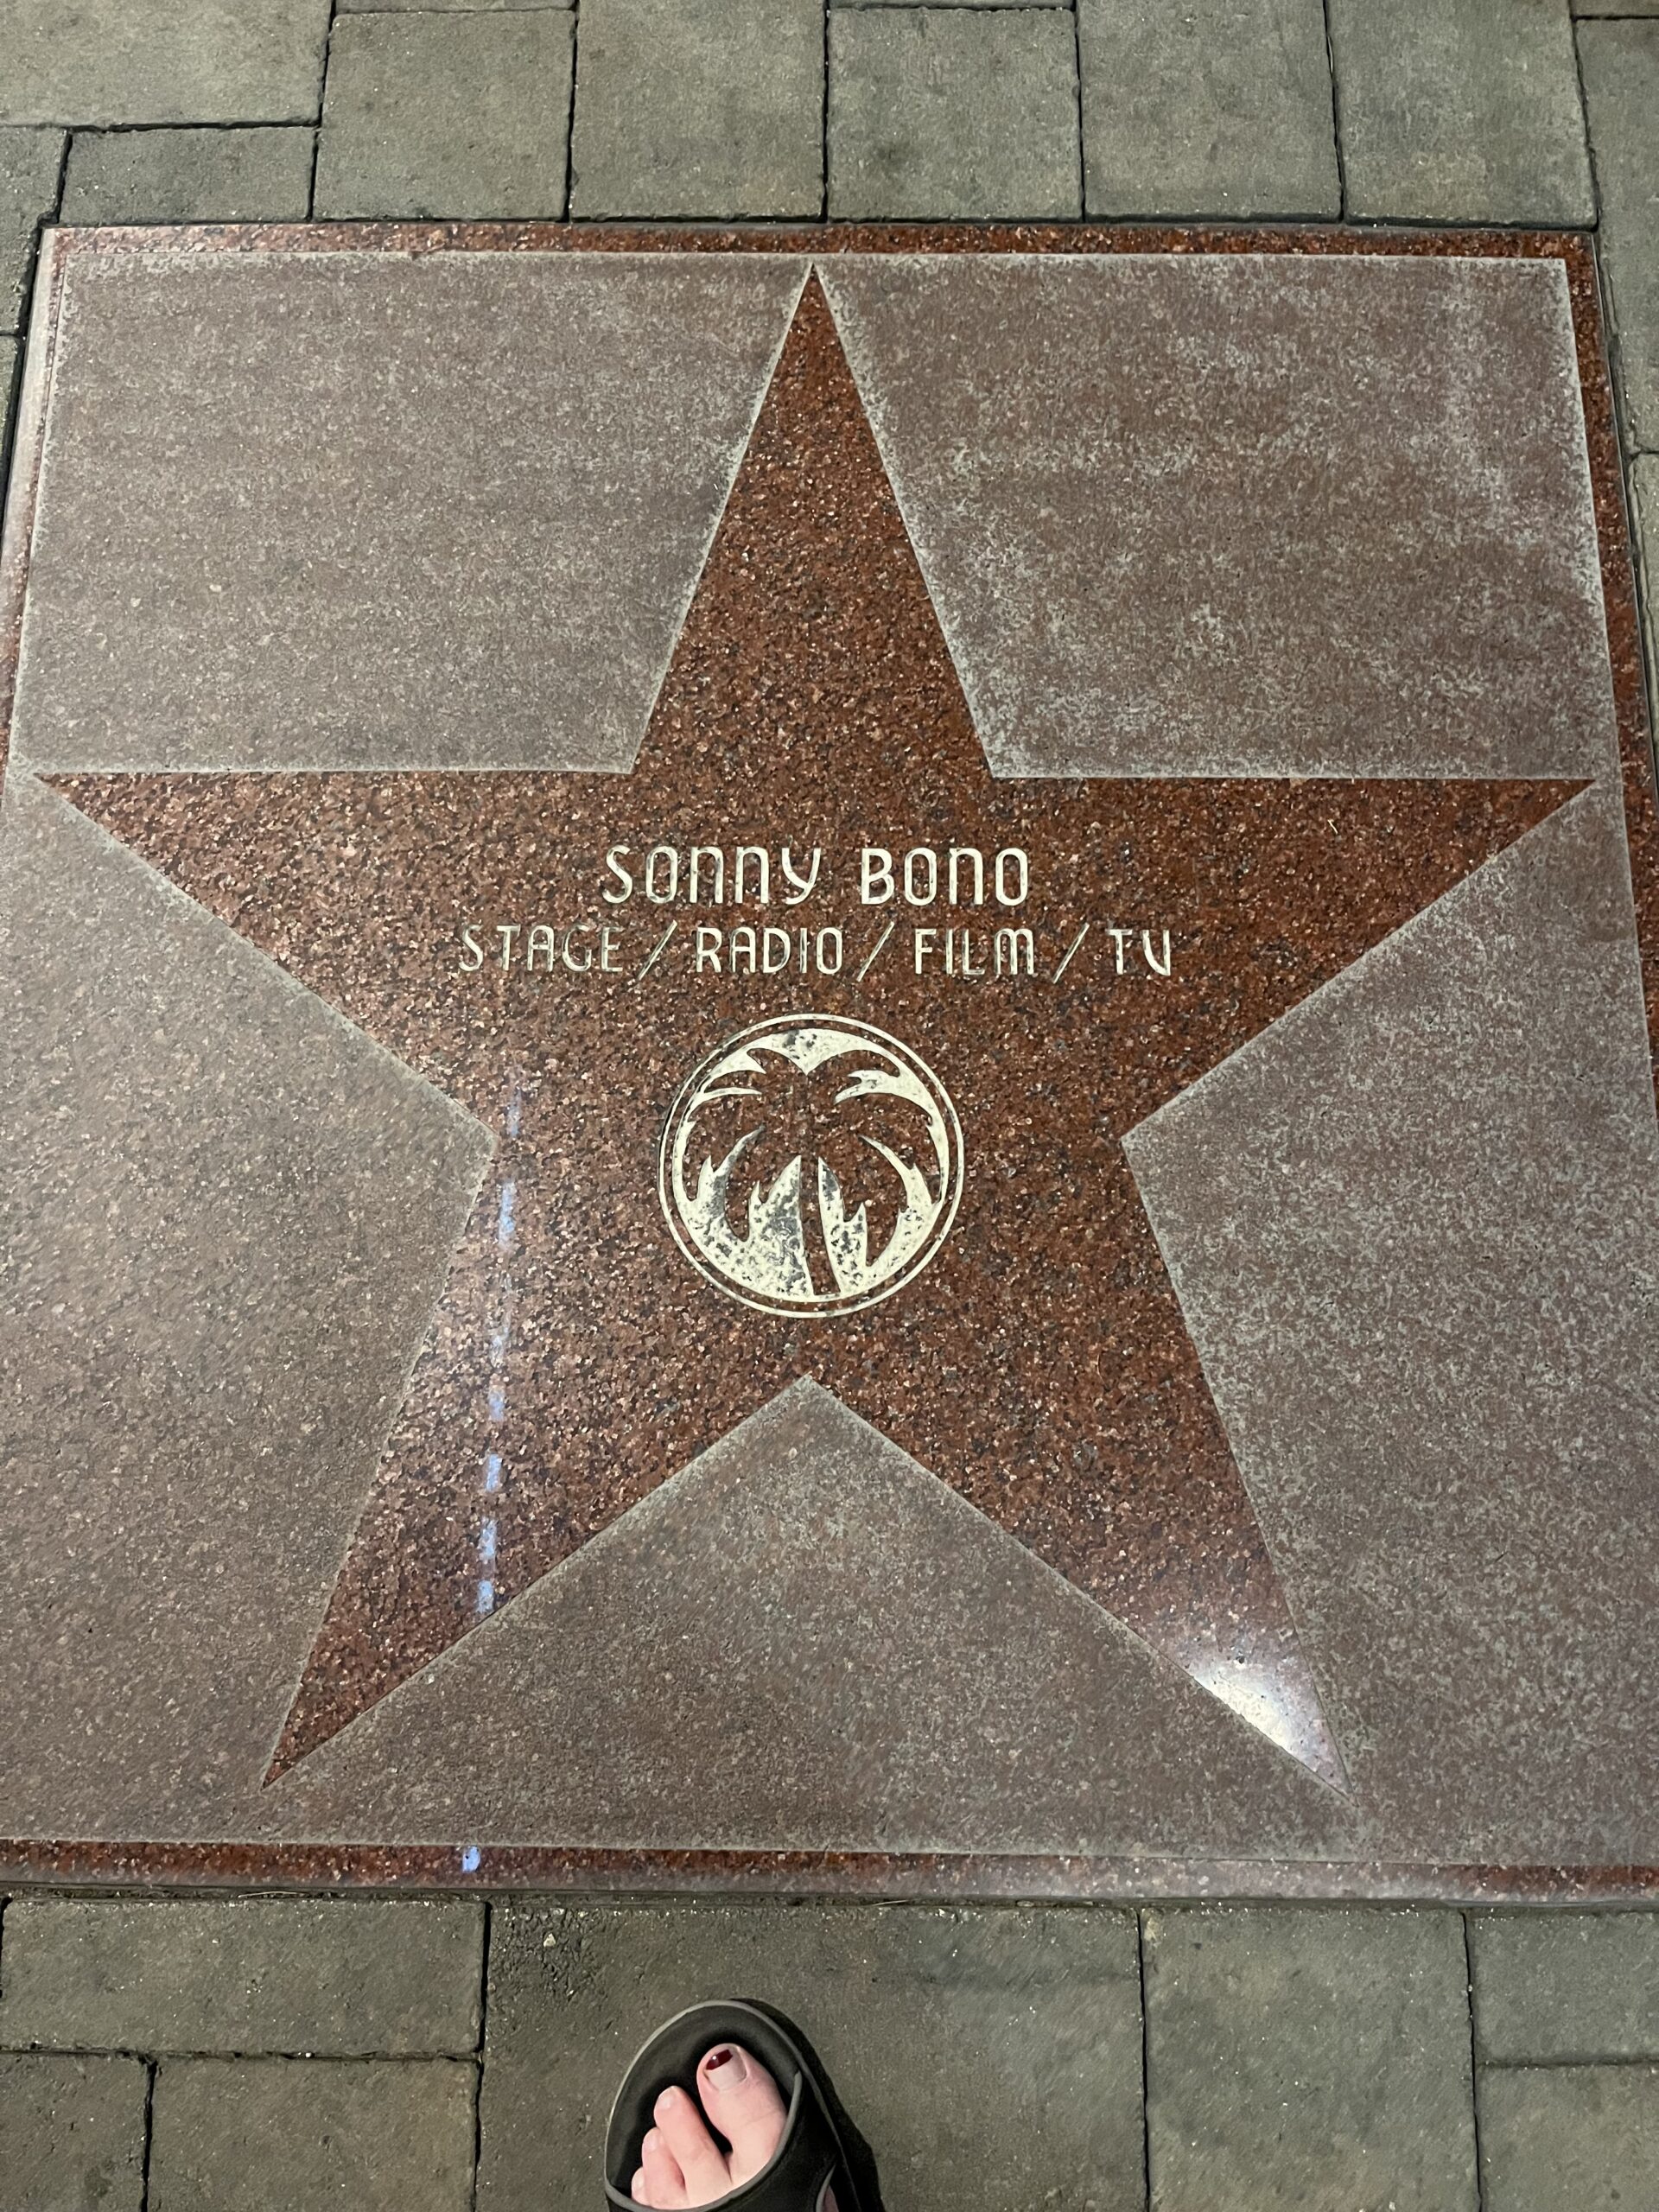 SONNY BONO
STAGE / RADIO / FILM / TV